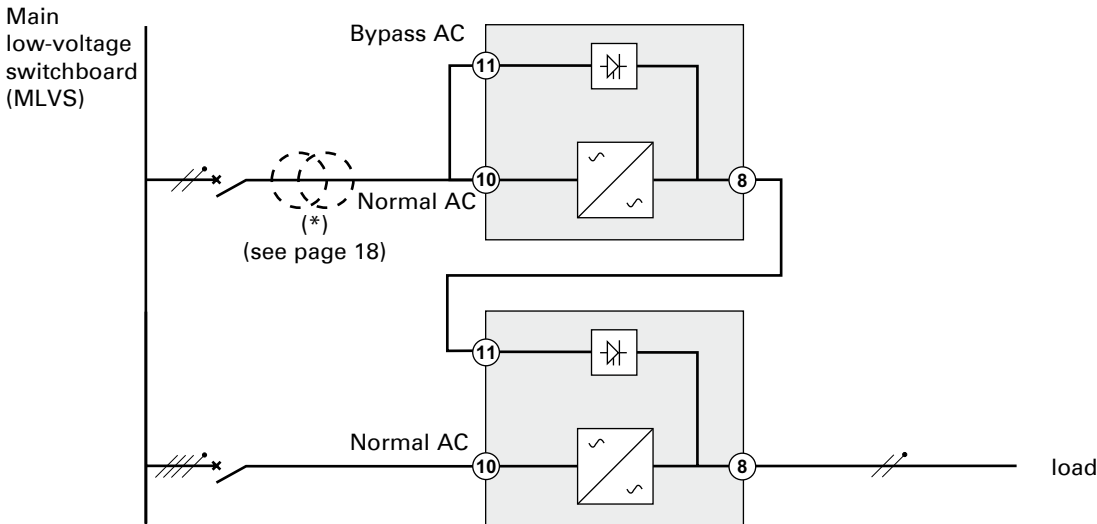 Main
low-voltage
switchboard
(MLVS)
Bypass AC
11
10
Normal AC
8
(*)
(see page 18)
11
Normal AC
10
8
load